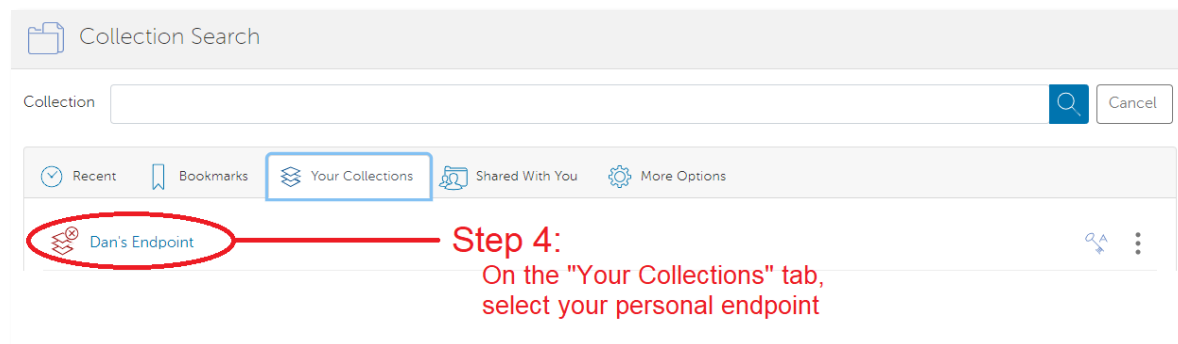 Collection Search
Collection
Cancel
Recent Bookmarks Your Collections Shared With You More Options
Dan's Endpoint
Step 4:
On the "Your Collections" tab,
select your personal endpoint